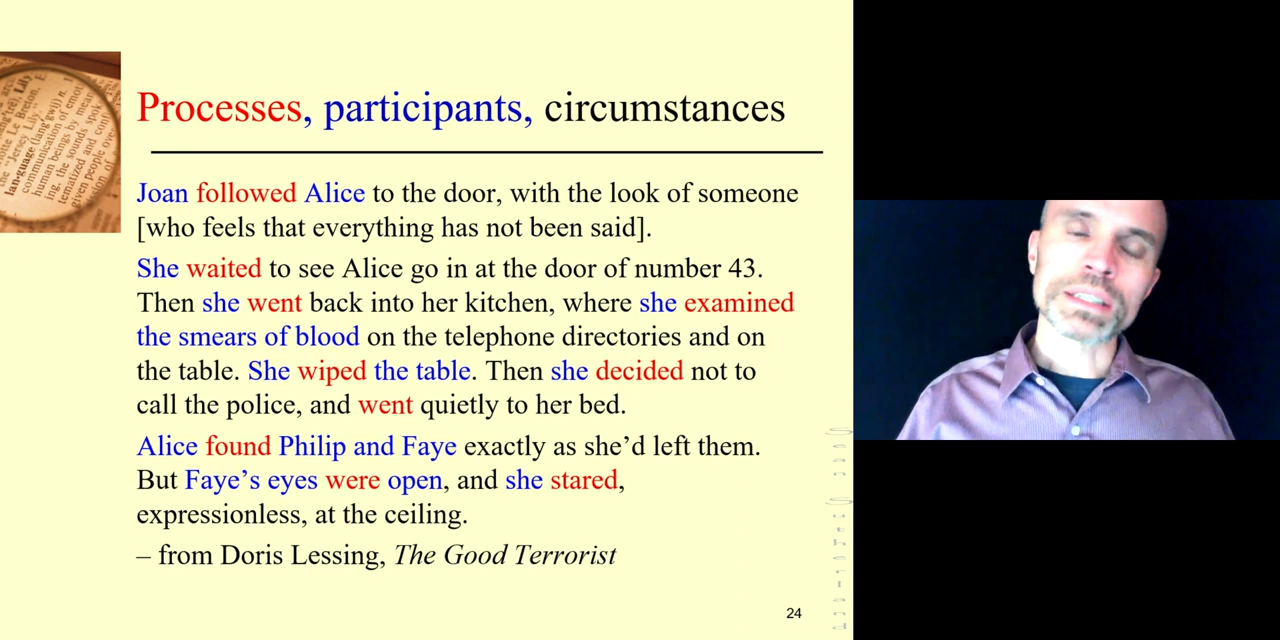 Processes, participants, circumstances
Joan followed Alice to the door, with the look of someone
[who feels that everything has not been said].
She waited to see Alice go in at the door of number 43.
Then she went back into her kitchen, where she examined
the smears of blood on the telephone directories and on
the table. She wiped the table. Then she decided not to
call the police, and went quietly to her bed.
Alice found Philip and Faye exactly as she’d left them.
But Faye’s eyes were open, and she stared,
expressionless, at the ceiling.
– from Doris Lessing, The Good Terrorist
24